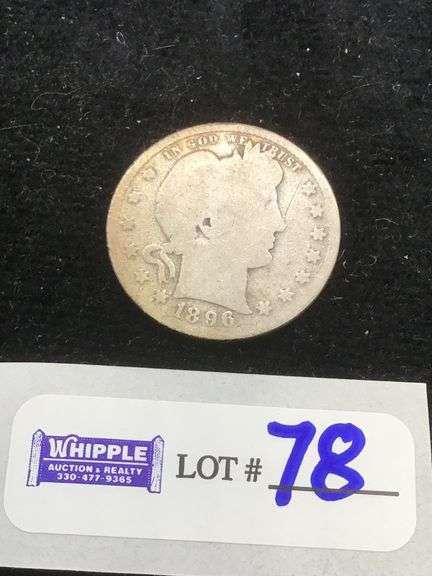 IN GOD WE TRUST
1896
WHIPPLE
AUCTION & REALTY
330-477-9365
LOT # 78